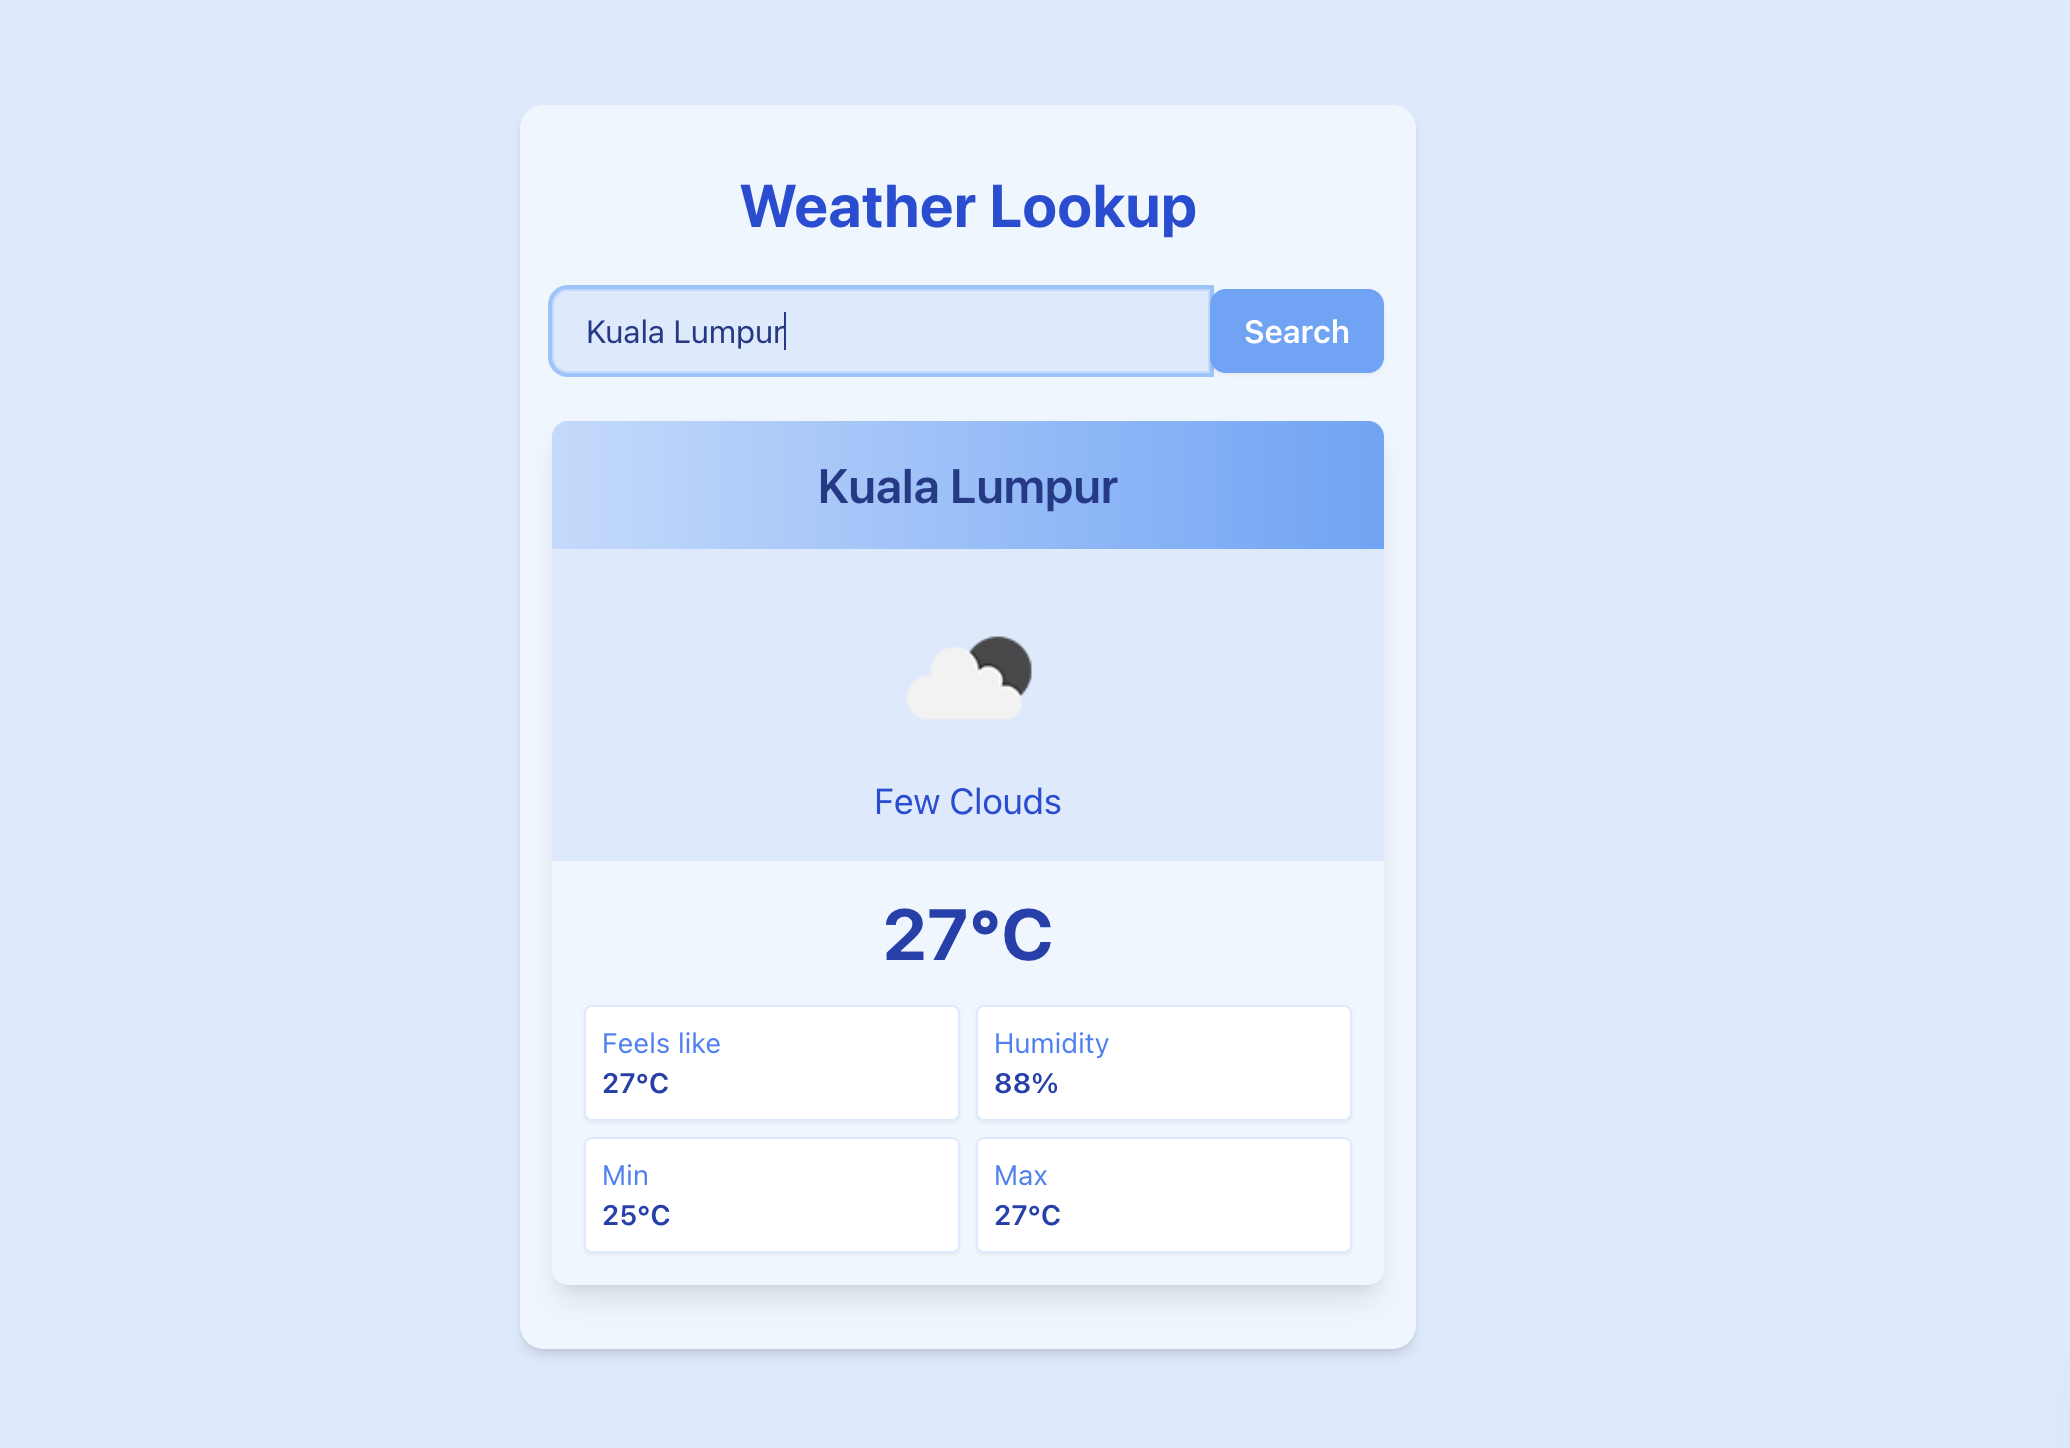 Weather Lookup
Kuala Lumpur
Search
Kuala Lumpur
Few Clouds
27°C
Feels like
27°C
Humidity
88%
Min
25°C
Max
27°C